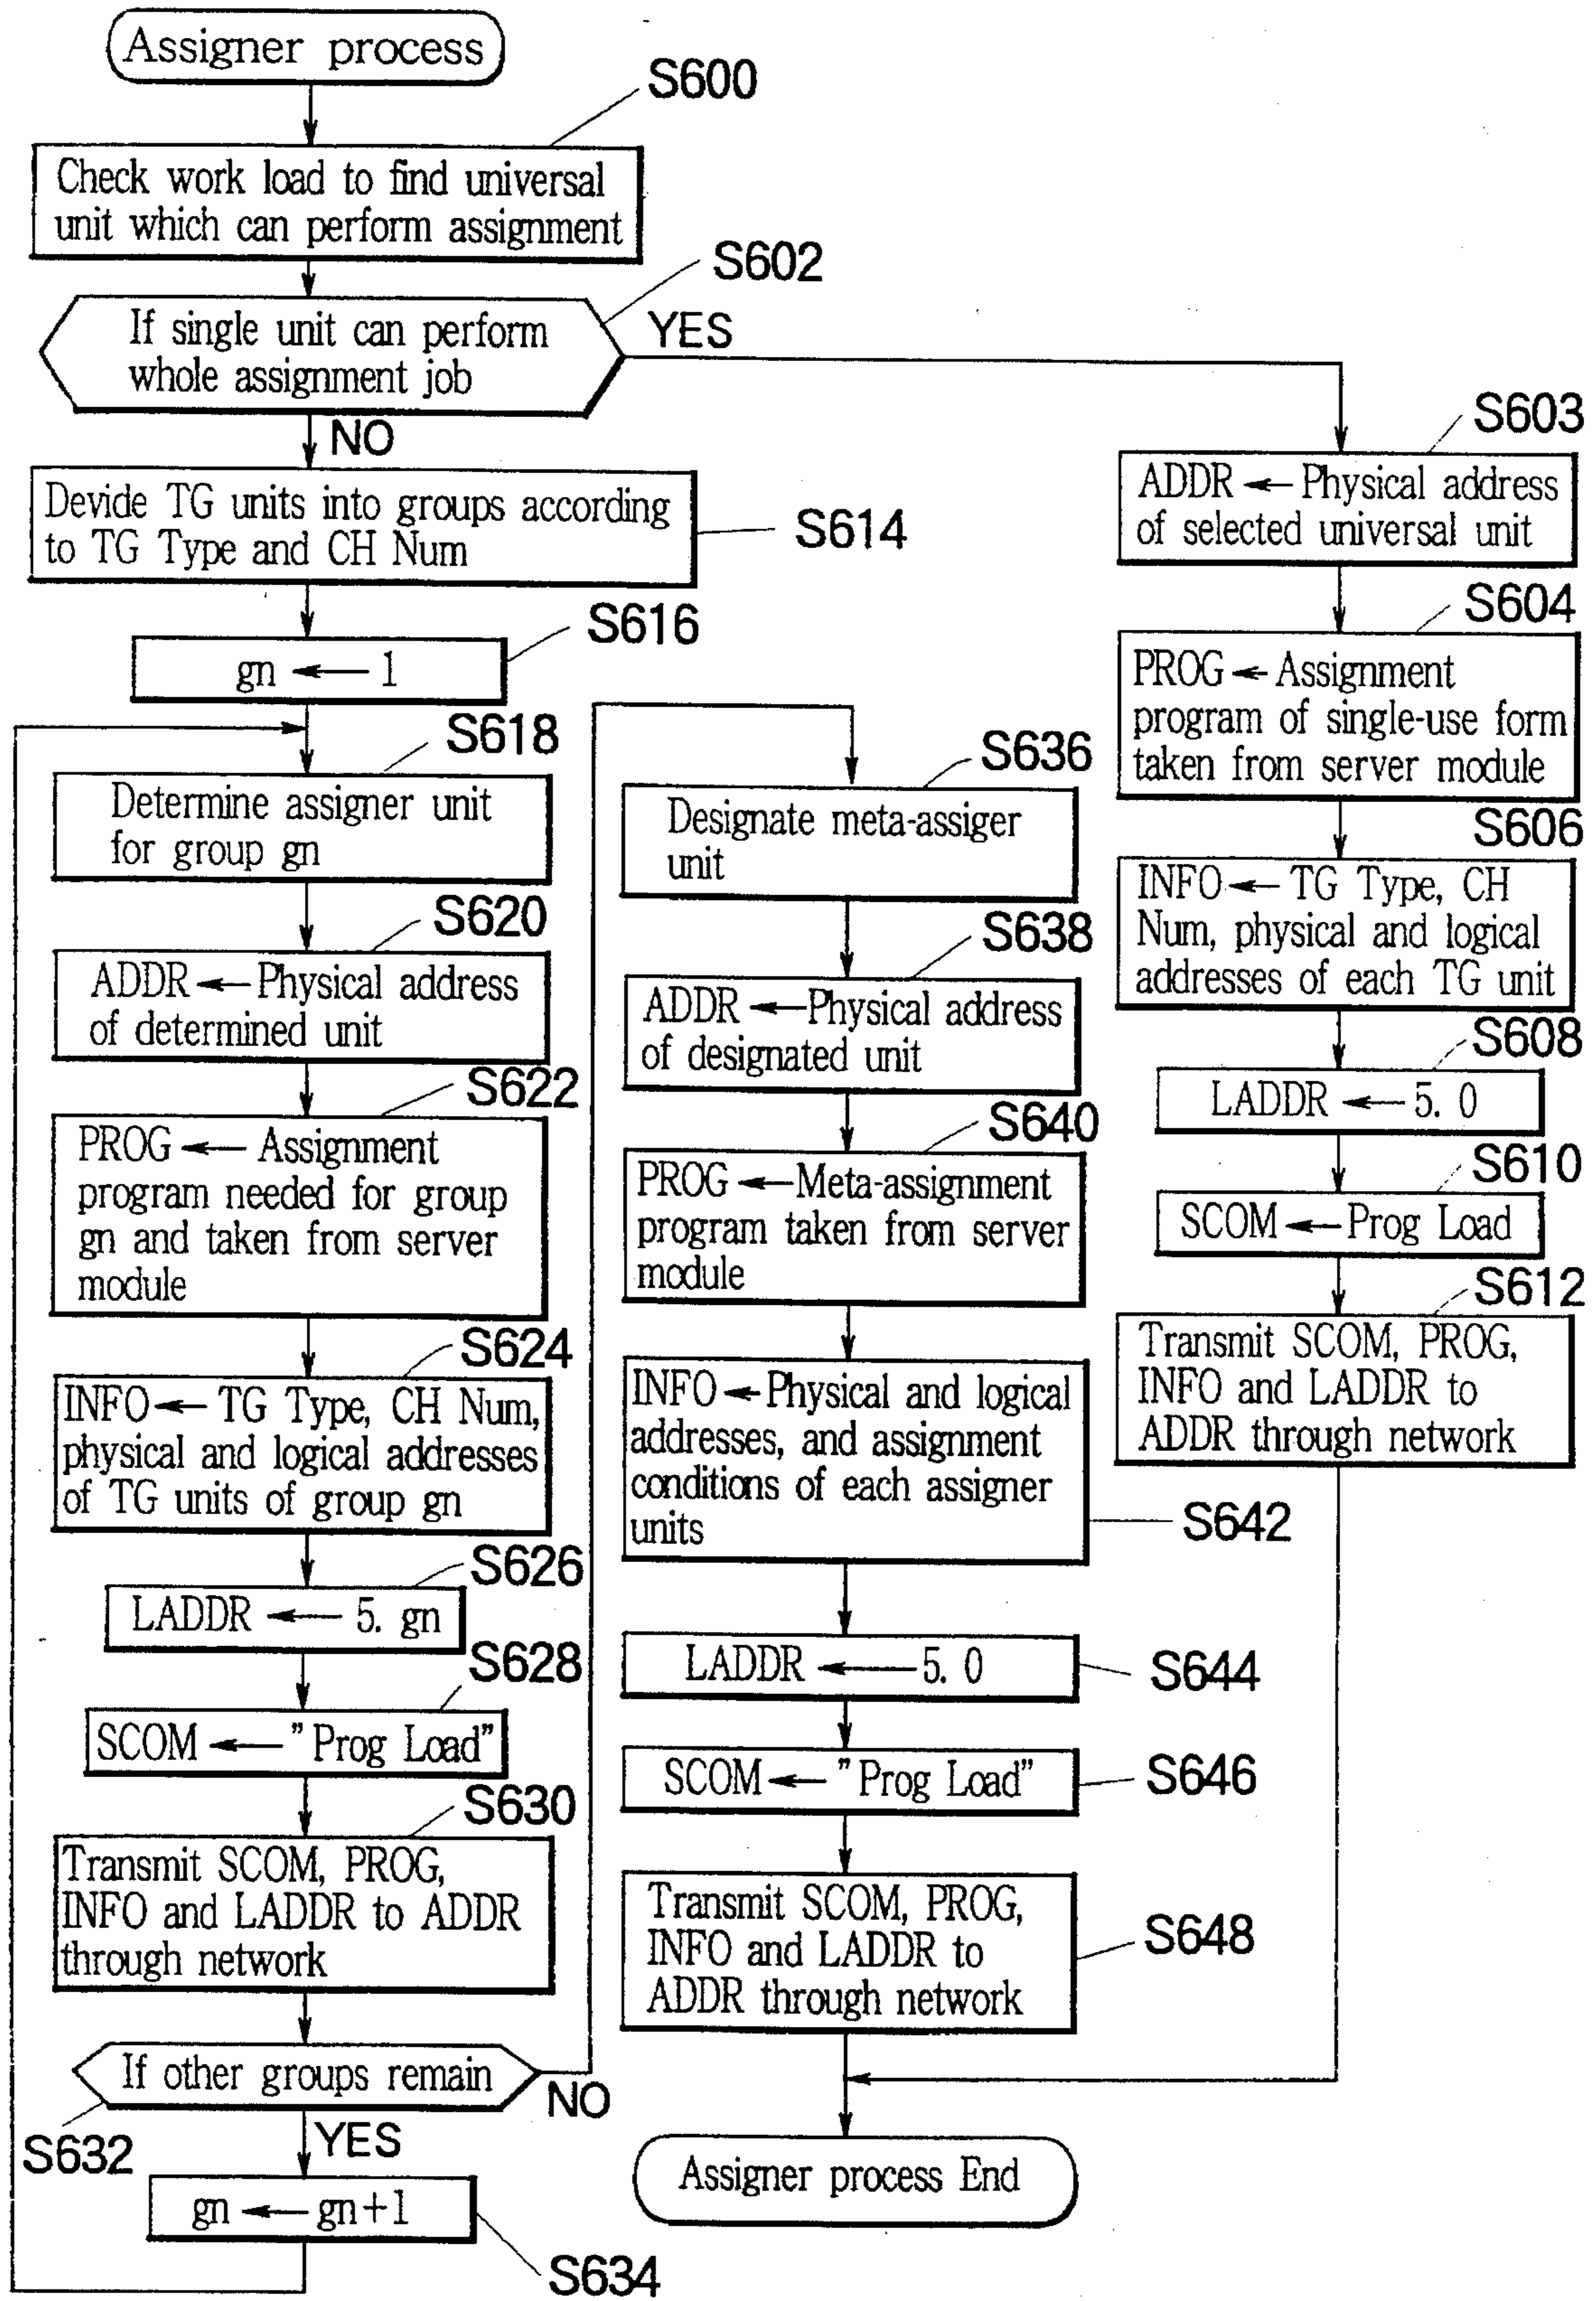 Assigner process
S600
Check work load to find universal
unit which can perform assignment
S602
If single unit can perform
whole assignment job
YES
NO
Devide TG units into groups according
to TG Type and CH Num
S614
gn ← 1
S616
S618
Determine assigner unit
for group gn
S620
ADDR ← Physical address
of determined unit
S622
PROG ← Assignment
program needed for group
gn and taken from server
module
S624
INFO ← TG Type, CH Num,
physical and logical addresses
of TG units of group gn
S626
LADDR ← 5. gn
S628
SCOM ← "Prog Load"
S630
Transmit SCOM, PROG,
INFO and LADDR to ADDR
through network
If other groups remain
NO
S632
YES
gn ← gn+1
S634
S636
Designate meta-assiger
unit
S638
ADDR ← Physical address
of designated unit
S640
PROG ← Meta-assignment
program taken from server
module
INFO ← Physical and logical
addresses, and assignment
conditions of each assigner
units
S642
LADDR ← 5. 0
S644
SCOM ← "Prog Load"
S646
Transmit SCOM, PROG,
INFO and LADDR to
ADDR through network
S648
Assigner process End
S603
ADDR ← Physical address
of selected universal unit
S604
PROG ← Assignment
program of single-use form
taken from server module
S606
INFO ← TG Type, CH
Num, physical and logical
addresses of each TG unit
S608
LADDR ← 5. 0
S610
SCOM ← Prog Load
S612
Transmit SCOM, PROG,
INFO and LADDR to
ADDR through network